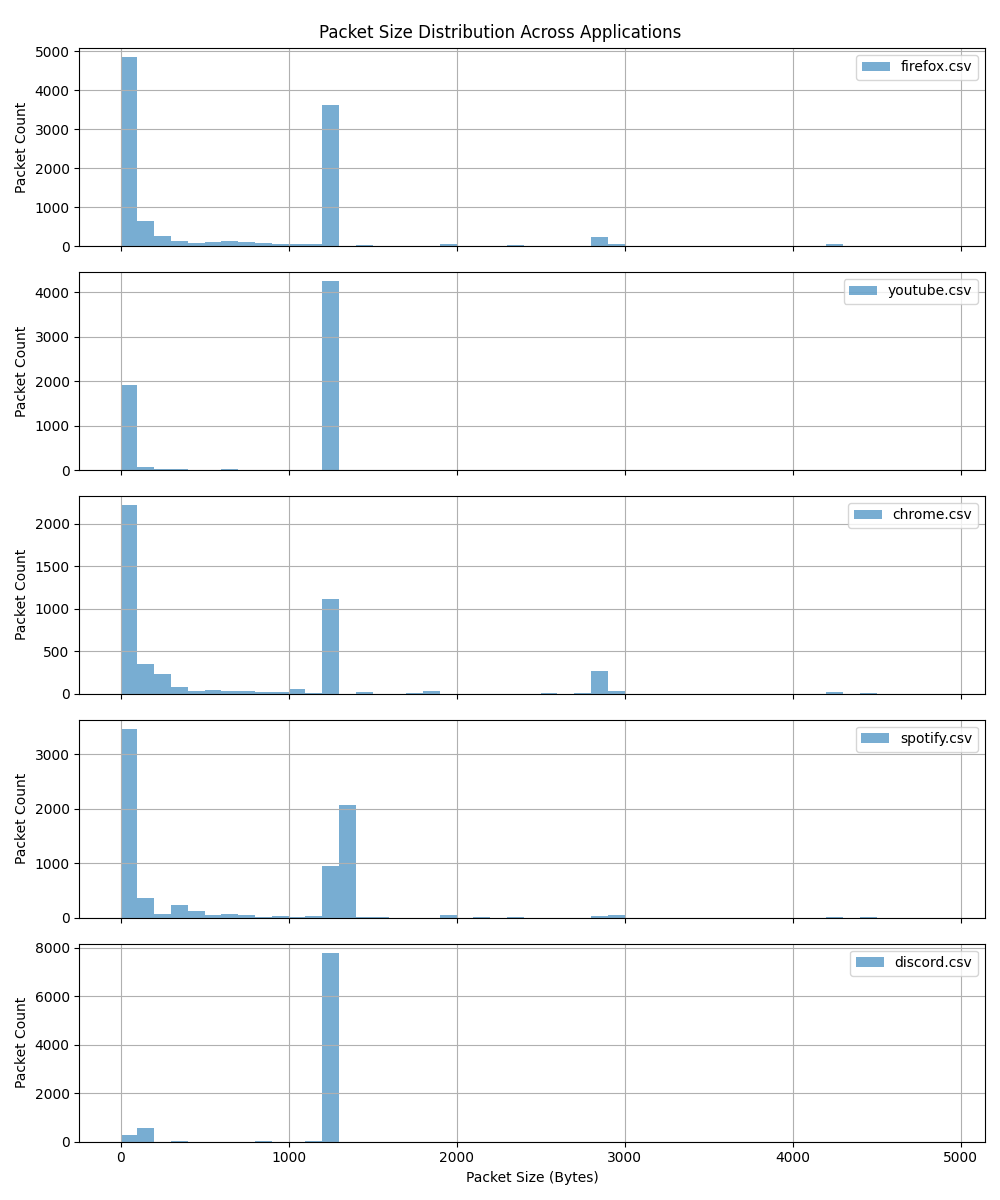 Packet Size Distribution Across Applications
5000
4000
3000
2000
1000
0
Packet Count
firefox.csv
4000
3000
2000
1000
0
Packet Count
youtube.csv
2000
1500
1000
500
0
Packet Count
chrome.csv
3000
2000
1000
0
Packet Count
spotify.csv
8000
6000
4000
2000
0
Packet Count
discord.csv
0 1000 2000 3000 4000 5000
Packet Size (Bytes)